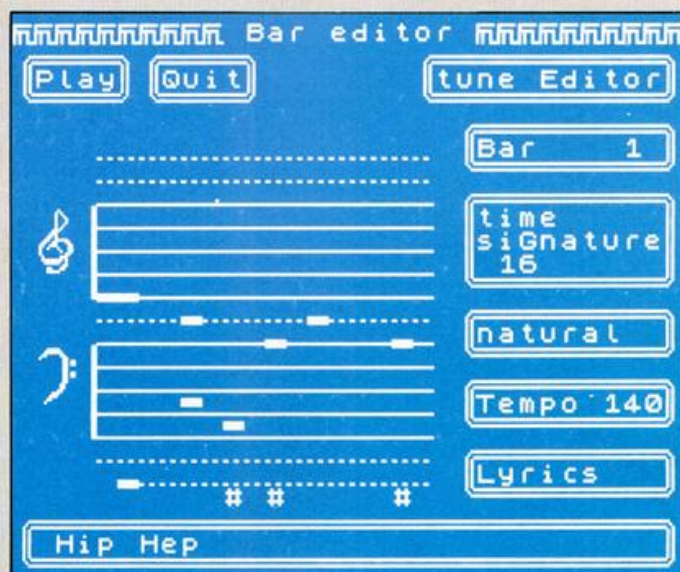 Bar editor
Play Quit tune Editor
Bar 1
time
siGnature
16
natural
Tempo 140
Lyrics
# # #
Hip Hep